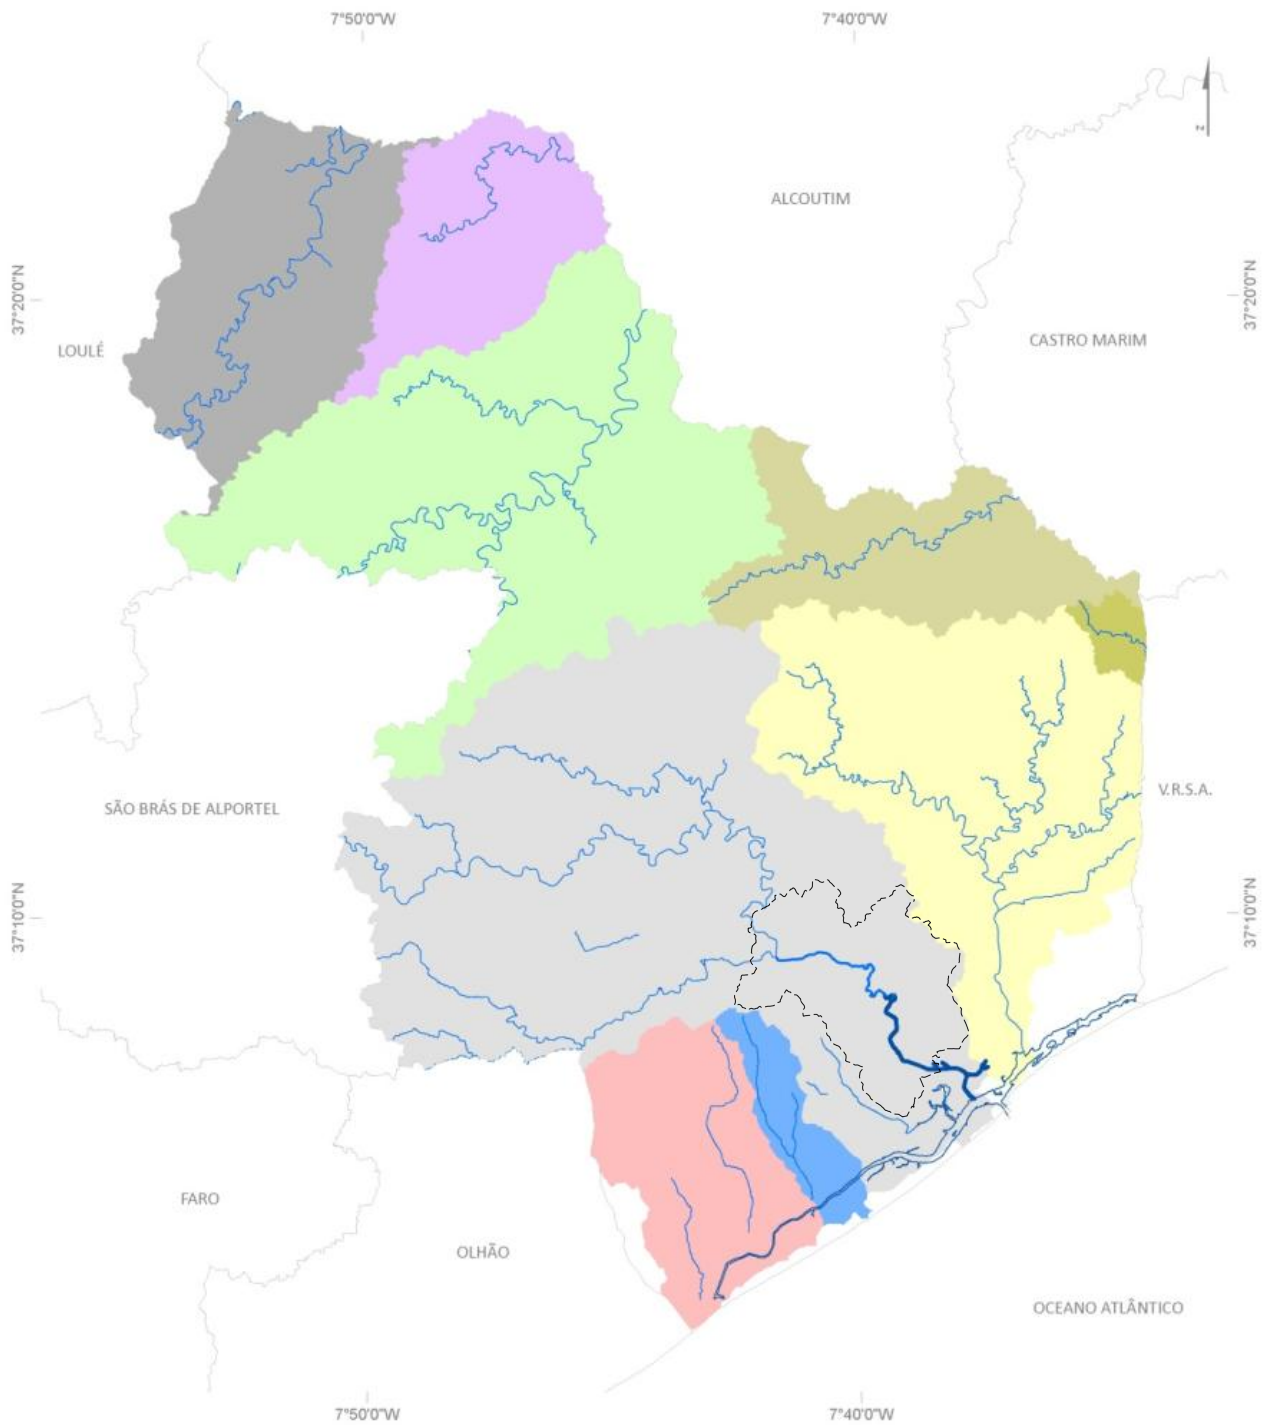 7°50'0"W
7°40'0"W
z
ALCOUTIM
37°20'0"N
37°20'0"N
LOULÉ
CASTRO MARIM
V.R.S.A.
SÃO BRÁS DE ALPORTEL
37°10'0"N
37°10'0"N
FARO
OLHÃO
OCEANO ATLÂNTICO
7°50'0"W
7°40'0"W